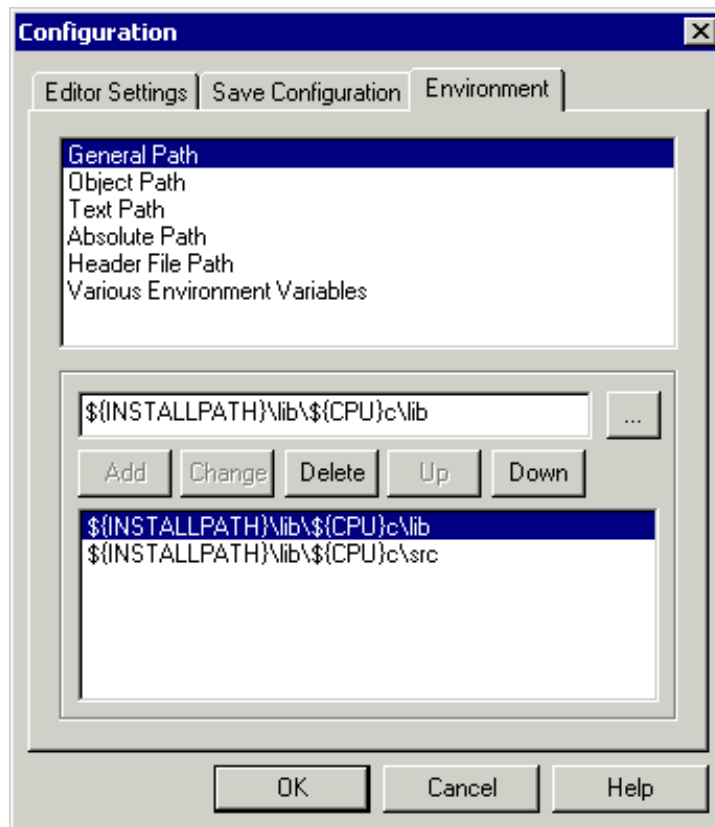 Configuration
Editor Settings Save Configuration Environment
General Path
Object Path
Text Path
Absolute Path
Header File Path
Various Environment Variables
${INSTALLPATH}\lib\${CPU}c\lib ...
Add Change Delete Up Down
${INSTALLPATH}\lib\${CPU}c\lib
${INSTALLPATH}\lib\${CPU}c\src
OK Cancel Help